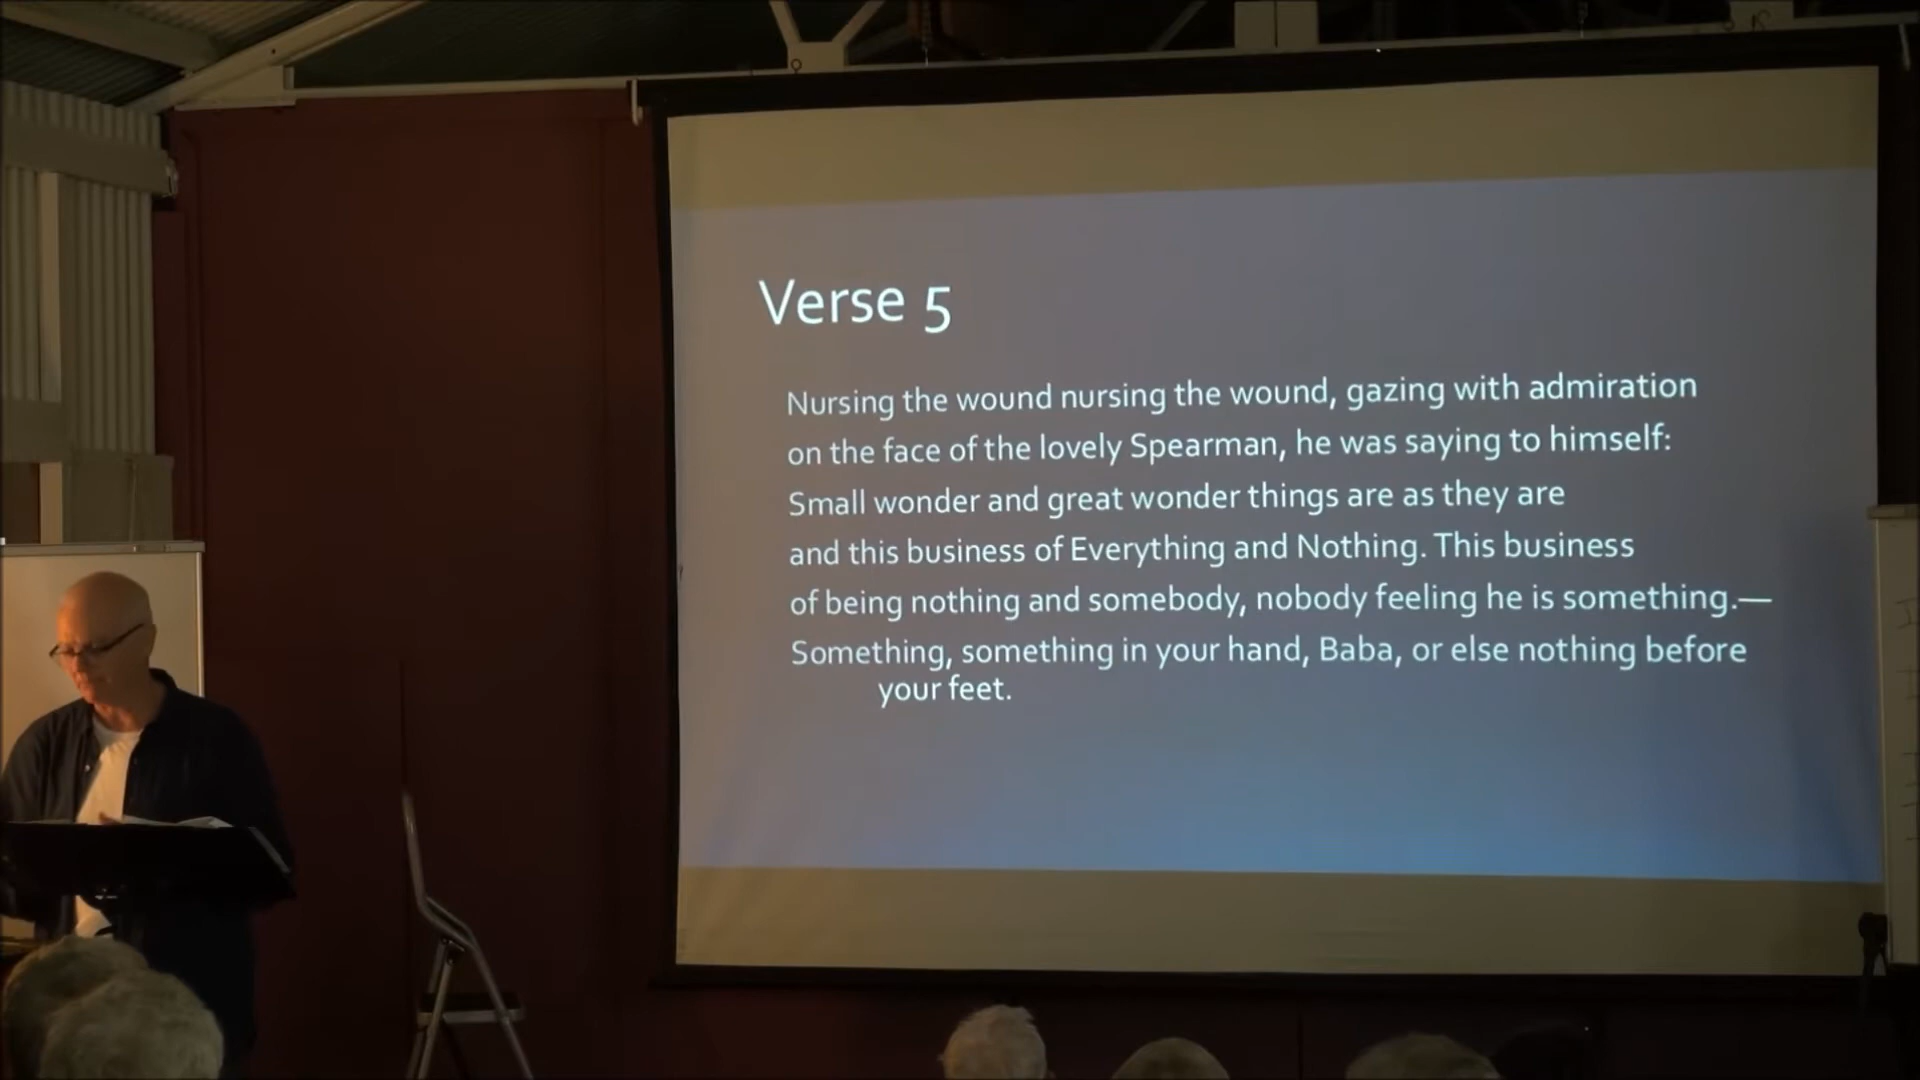 Verse 5
Nursing the wound nursing the wound, gazing with admiration
on the face of the lovely Spearman, he was saying to himself:
Small wonder and great wonder things are as they are
and this business of Everything and Nothing. This business
of being nothing and somebody, nobody feeling he is something.—
Something, something in your hand, Baba, or else nothing before
your feet.